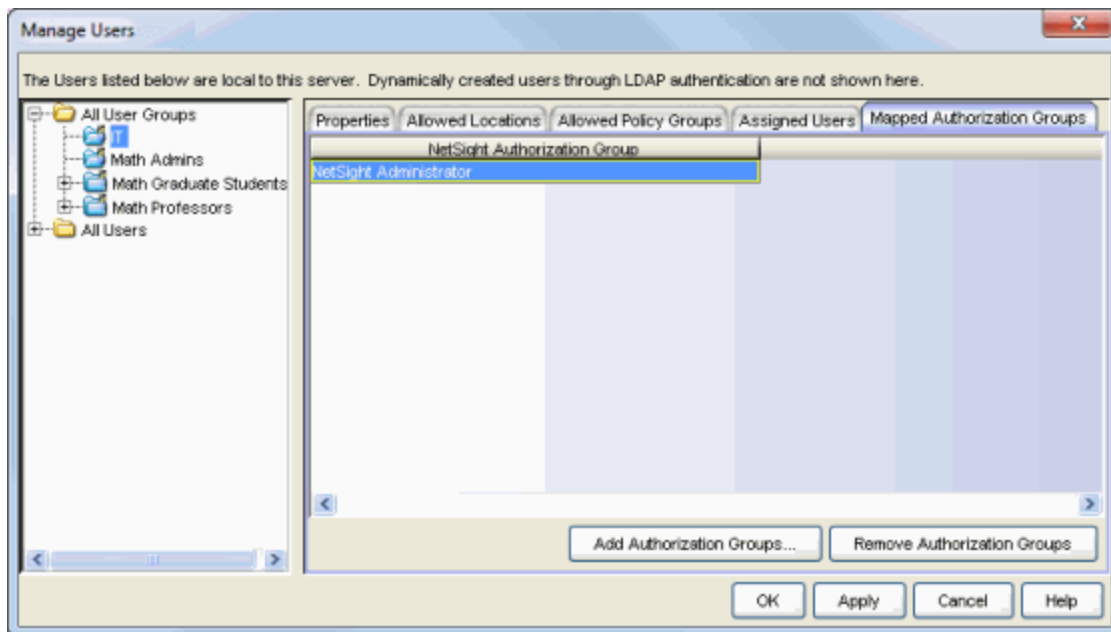 Manage Users
The Users listed below are local to this server. Dynamically created users through LDAP authentication are not shown here.
All User Groups
IT
Math Admins
Math Graduate Students
Math Professors
All Users
Properties Allowed Locations Allowed Policy Groups Assigned Users Mapped Authorization Groups
NetSight Authorization Group
NetSight Administrator
Add Authorization Groups... Remove Authorization Groups
OK Apply Cancel Help